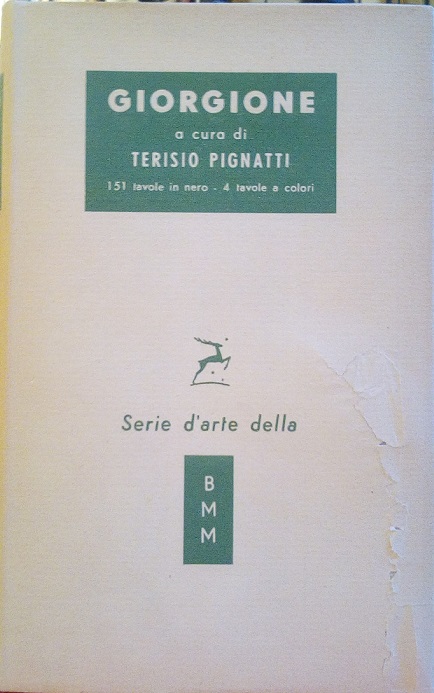 GIORGIONE
a cura di
TERISIO PIGNATTI
151 tavole in nero - 4 tavole a colori
Serie d'arte della
B
M
M